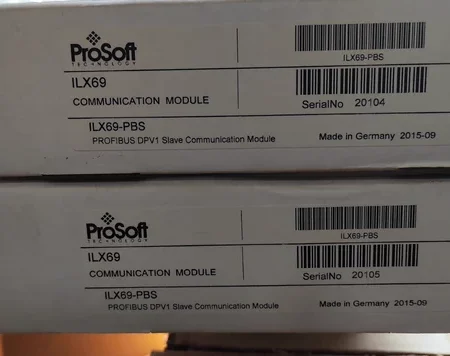 ProSoft
TECHNOLOGY
ILX69-PBS
ILX69
COMMUNICATION MODULE
SerialNo 20104
ILX69-PBS
PROFIBUS DPV1 Slave Communication Module
Made in Germany 2015-09
ProSoft
TECHNOLOGY
ILX69-PBS
ILX69
COMMUNICATION MODULE
SerialNo 20105
ILX69-PBS
PROFIBUS DPV1 Slave Communication Module
Made in Germany 2015-09